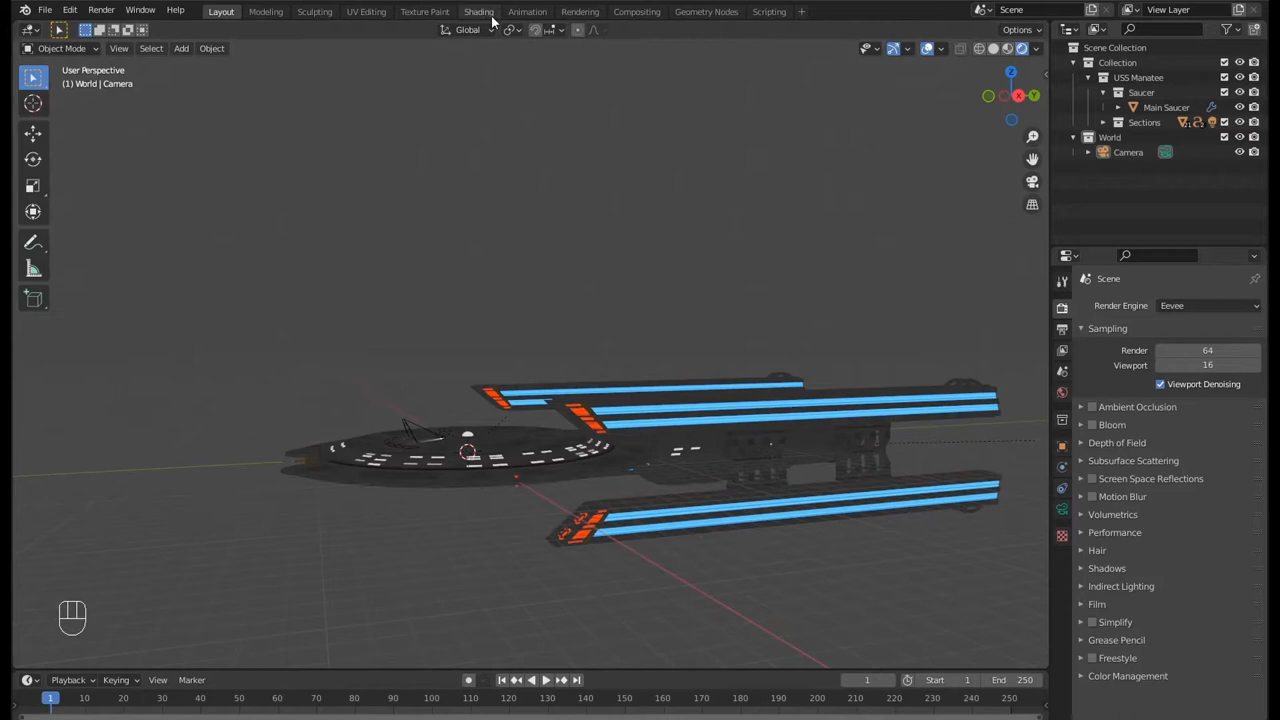 File Edit Render Window Help Layout Modeling Sculpting UV Editing Texture Paint Shading Animation Rendering Compositing Geometry Nodes Scripting + Scene View Layer
Global Options
Object Mode View Select Add Object
User Perspective
(1) World | Camera
Z
X
Y
Scene Collection
Collection
USS Manatee
Saucer
Main Saucer
Sections
World
Camera
Scene
Render Engine Eevee
Sampling
Render 64
Viewport 16
Viewport Denoising
Ambient Occlusion
Bloom
Depth of Field
Subsurface Scattering
Screen Space Reflections
Motion Blur
Volumetrics
Performance
Hair
Shadows
Indirect Lighting
Film
Simplify
Grease Pencil
Freestyle
Color Management
Playback Keying View Marker 1 Start 1 End 250
1 10 20 30 40 50 60 70 80 90 100 110 120 130 140 150 160 170 180 190 200 210 220 230 240 250